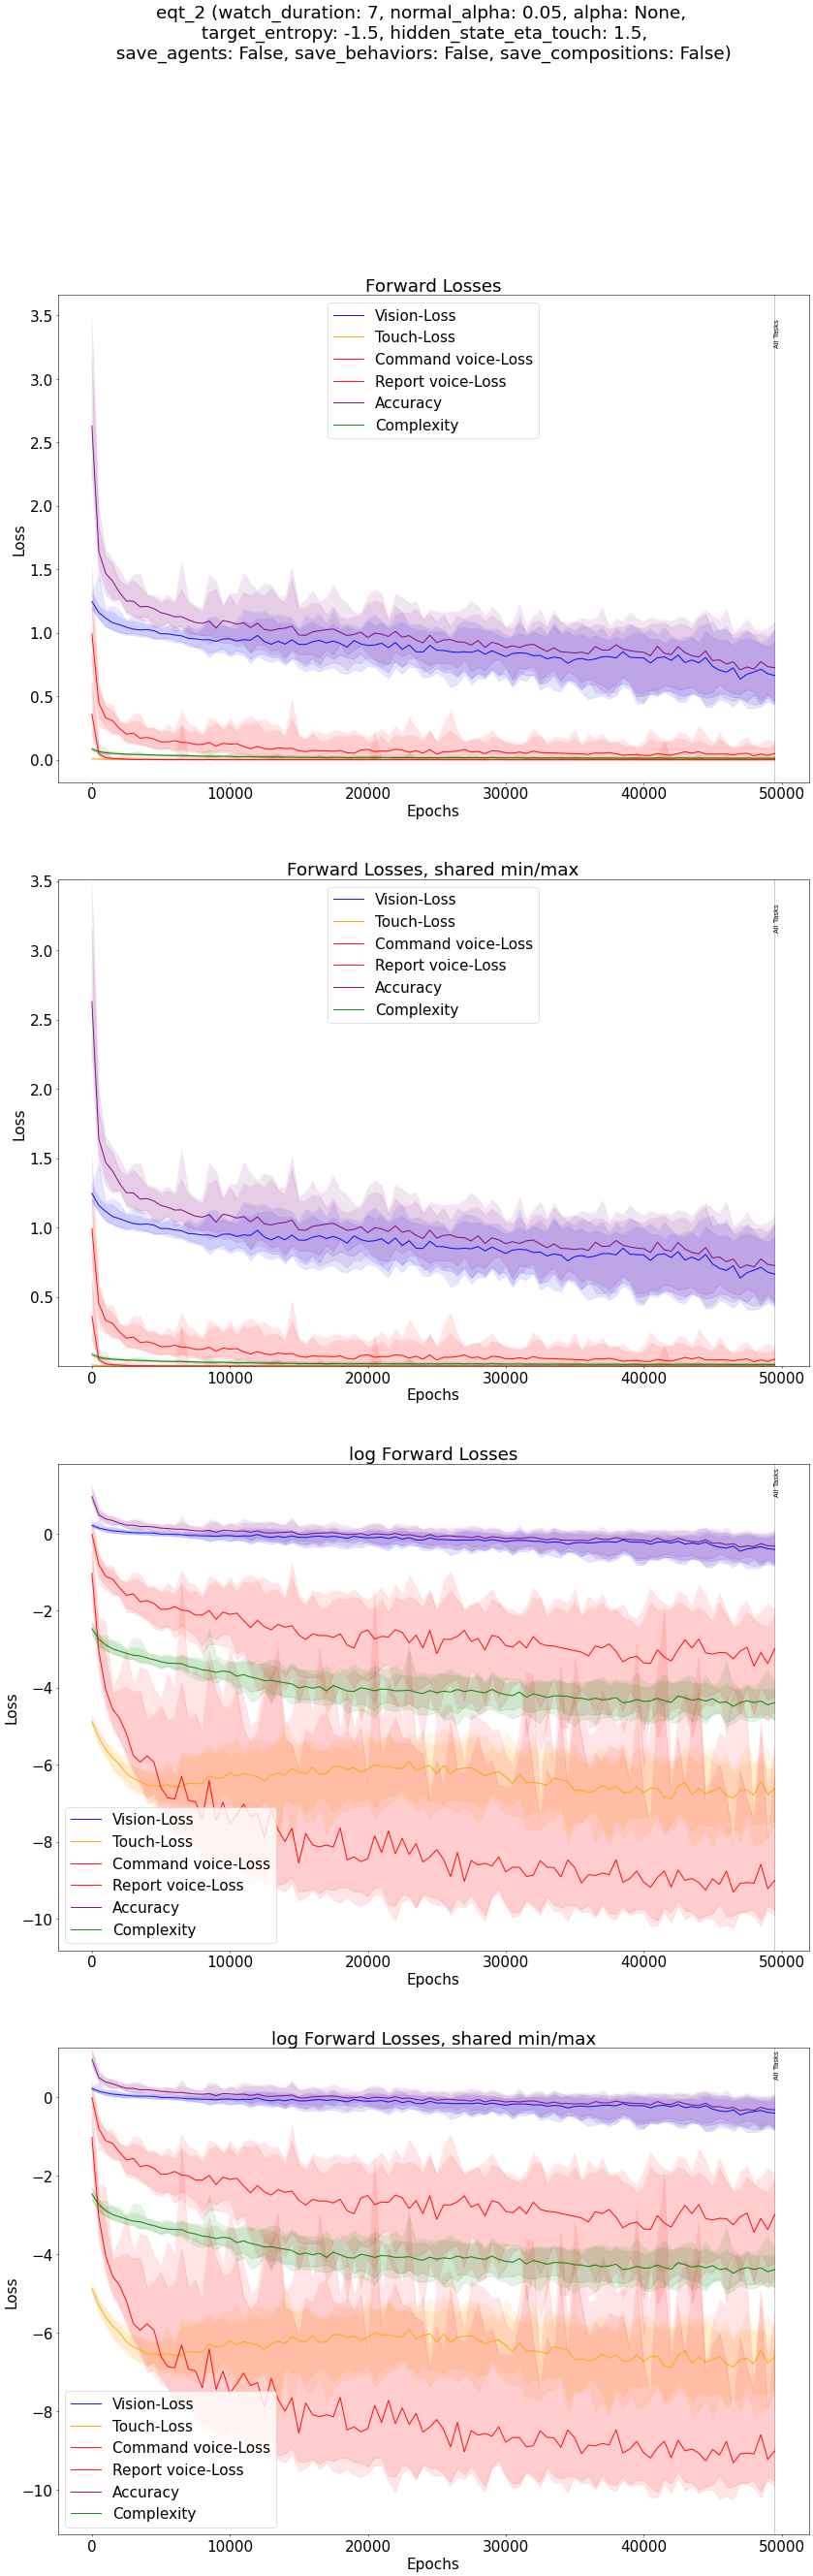 eqt_2 (watch_duration: 7, normal_alpha: 0.05, alpha: None,
target_entropy: -1.5, hidden_state_eta_touch: 1.5,
save_agents: False, save_behaviors: False, save_compositions: False)
Forward Losses
Vision-Loss
Touch-Loss
Command voice-Loss
Report voice-Loss
Accuracy
Complexity
All Tasks
3.5
3.0
2.5
2.0
1.5
1.0
0.5
0.0
Loss
0 10000 20000 30000 40000 50000
Epochs
Forward Losses, shared min/max
Vision-Loss
Touch-Loss
Command voice-Loss
Report voice-Loss
Accuracy
Complexity
All Tasks
3.5
3.0
2.5
2.0
1.5
1.0
0.5
Loss
0 10000 20000 30000 40000 50000
Epochs
log Forward Losses
All Tasks
0
−2
−4
−6
−8
−10
Loss
Vision-Loss
Touch-Loss
Command voice-Loss
Report voice-Loss
Accuracy
Complexity
0 10000 20000 30000 40000 50000
Epochs
log Forward Losses, shared min/max
All Tasks
0
−2
−4
−6
−8
−10
Loss
Vision-Loss
Touch-Loss
Command voice-Loss
Report voice-Loss
Accuracy
Complexity
0 10000 20000 30000 40000 50000
Epochs